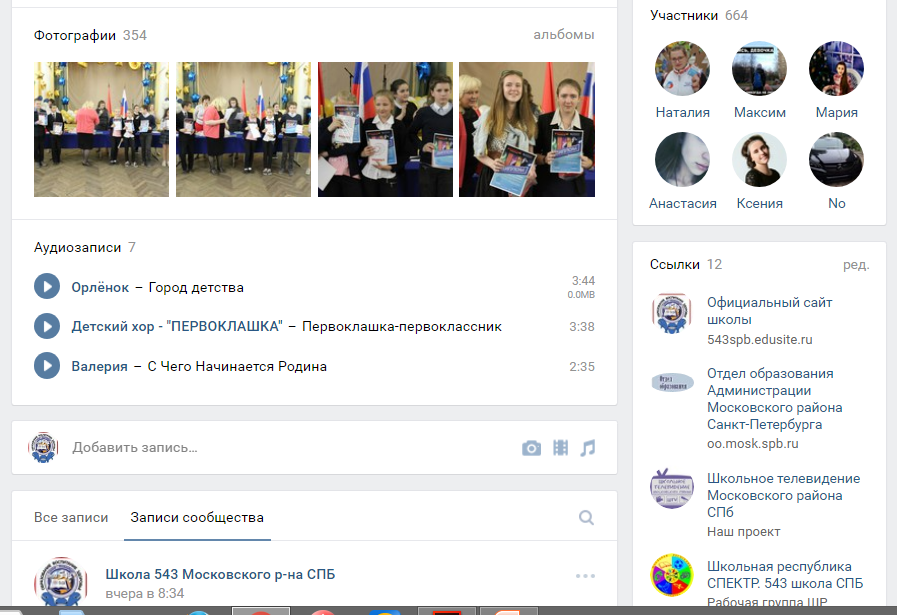 Фотографии 354
альбомы
Аудиозаписи 7
Орлёнок – Город детства
3:44
0.0MB
Детский хор - "ПЕРВОКЛАШКА" – Первоклашка-первоклассник
3:38
Валерия – С Чего Начинается Родина
2:35
Добавить запись...
Все записи
Записи сообщества
Школа 543 Московского р-на СПБ
вчера в 8:34
Участники 664
Наталия
Максим
Мария
Анастасия
Ксения
No
Ссылки 12
ред.
Официальный сайт
школы
543spb.edusite.ru
Отдел образования
Администрации
Московского района
Санкт-Петербурга
oo.mosk.spb.ru
Школьное телевидение
Московского района
СПб
Наш проект
Школьная республика
СПЕКТР. 543 школа СПБ
Рабочая группа ШР